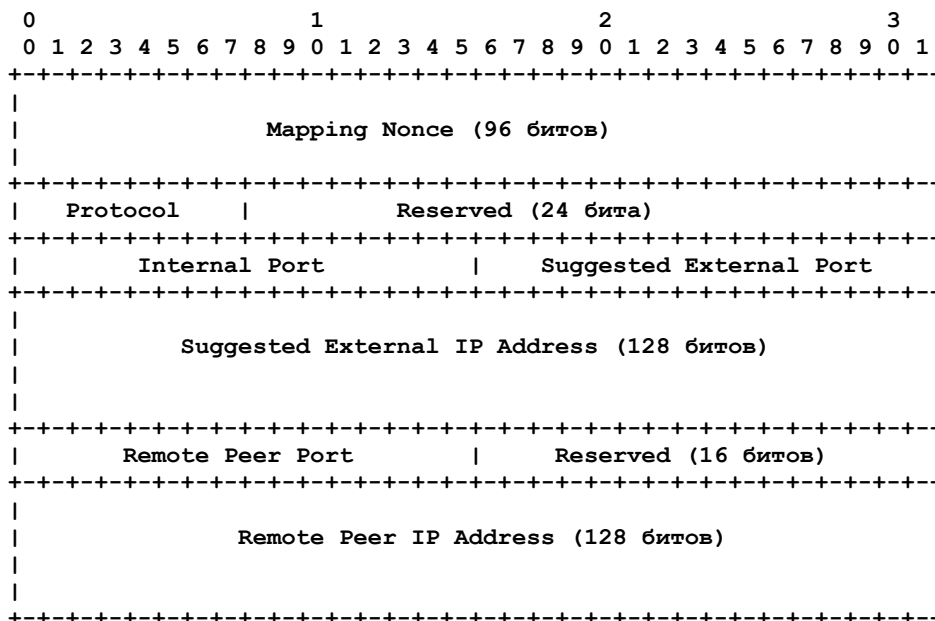 0                   1                   2                   3
0 1 2 3 4 5 6 7 8 9 0 1 2 3 4 5 6 7 8 9 0 1 2 3 4 5 6 7 8 9 0 1
+-+-+-+-+-+-+-+-+-+-+-+-+-+-+-+-+-+-+-+-+-+-+-+-+-+-+-+-+-+-+-+--
|
| Mapping Nonce (96 битов)
|
+-+-+-+-+-+-+-+-+-+-+-+-+-+-+-+-+-+-+-+-+-+-+-+-+-+-+-+-+-+-+-+--
| Protocol | Reserved (24 бита)
+-+-+-+-+-+-+-+-+-+-+-+-+-+-+-+-+-+-+-+-+-+-+-+-+-+-+-+-+-+-+-+--
| Internal Port | Suggested External Port
+-+-+-+-+-+-+-+-+-+-+-+-+-+-+-+-+-+-+-+-+-+-+-+-+-+-+-+-+-+-+-+--
|
| Suggested External IP Address (128 битов)
|
|
+-+-+-+-+-+-+-+-+-+-+-+-+-+-+-+-+-+-+-+-+-+-+-+-+-+-+-+-+-+-+-+--
| Remote Peer Port | Reserved (16 битов)
+-+-+-+-+-+-+-+-+-+-+-+-+-+-+-+-+-+-+-+-+-+-+-+-+-+-+-+-+-+-+-+--
|
| Remote Peer IP Address (128 битов)
|
|
+-+-+-+-+-+-+-+-+-+-+-+-+-+-+-+-+-+-+-+-+-+-+-+-+-+-+-+-+-+-+-+--